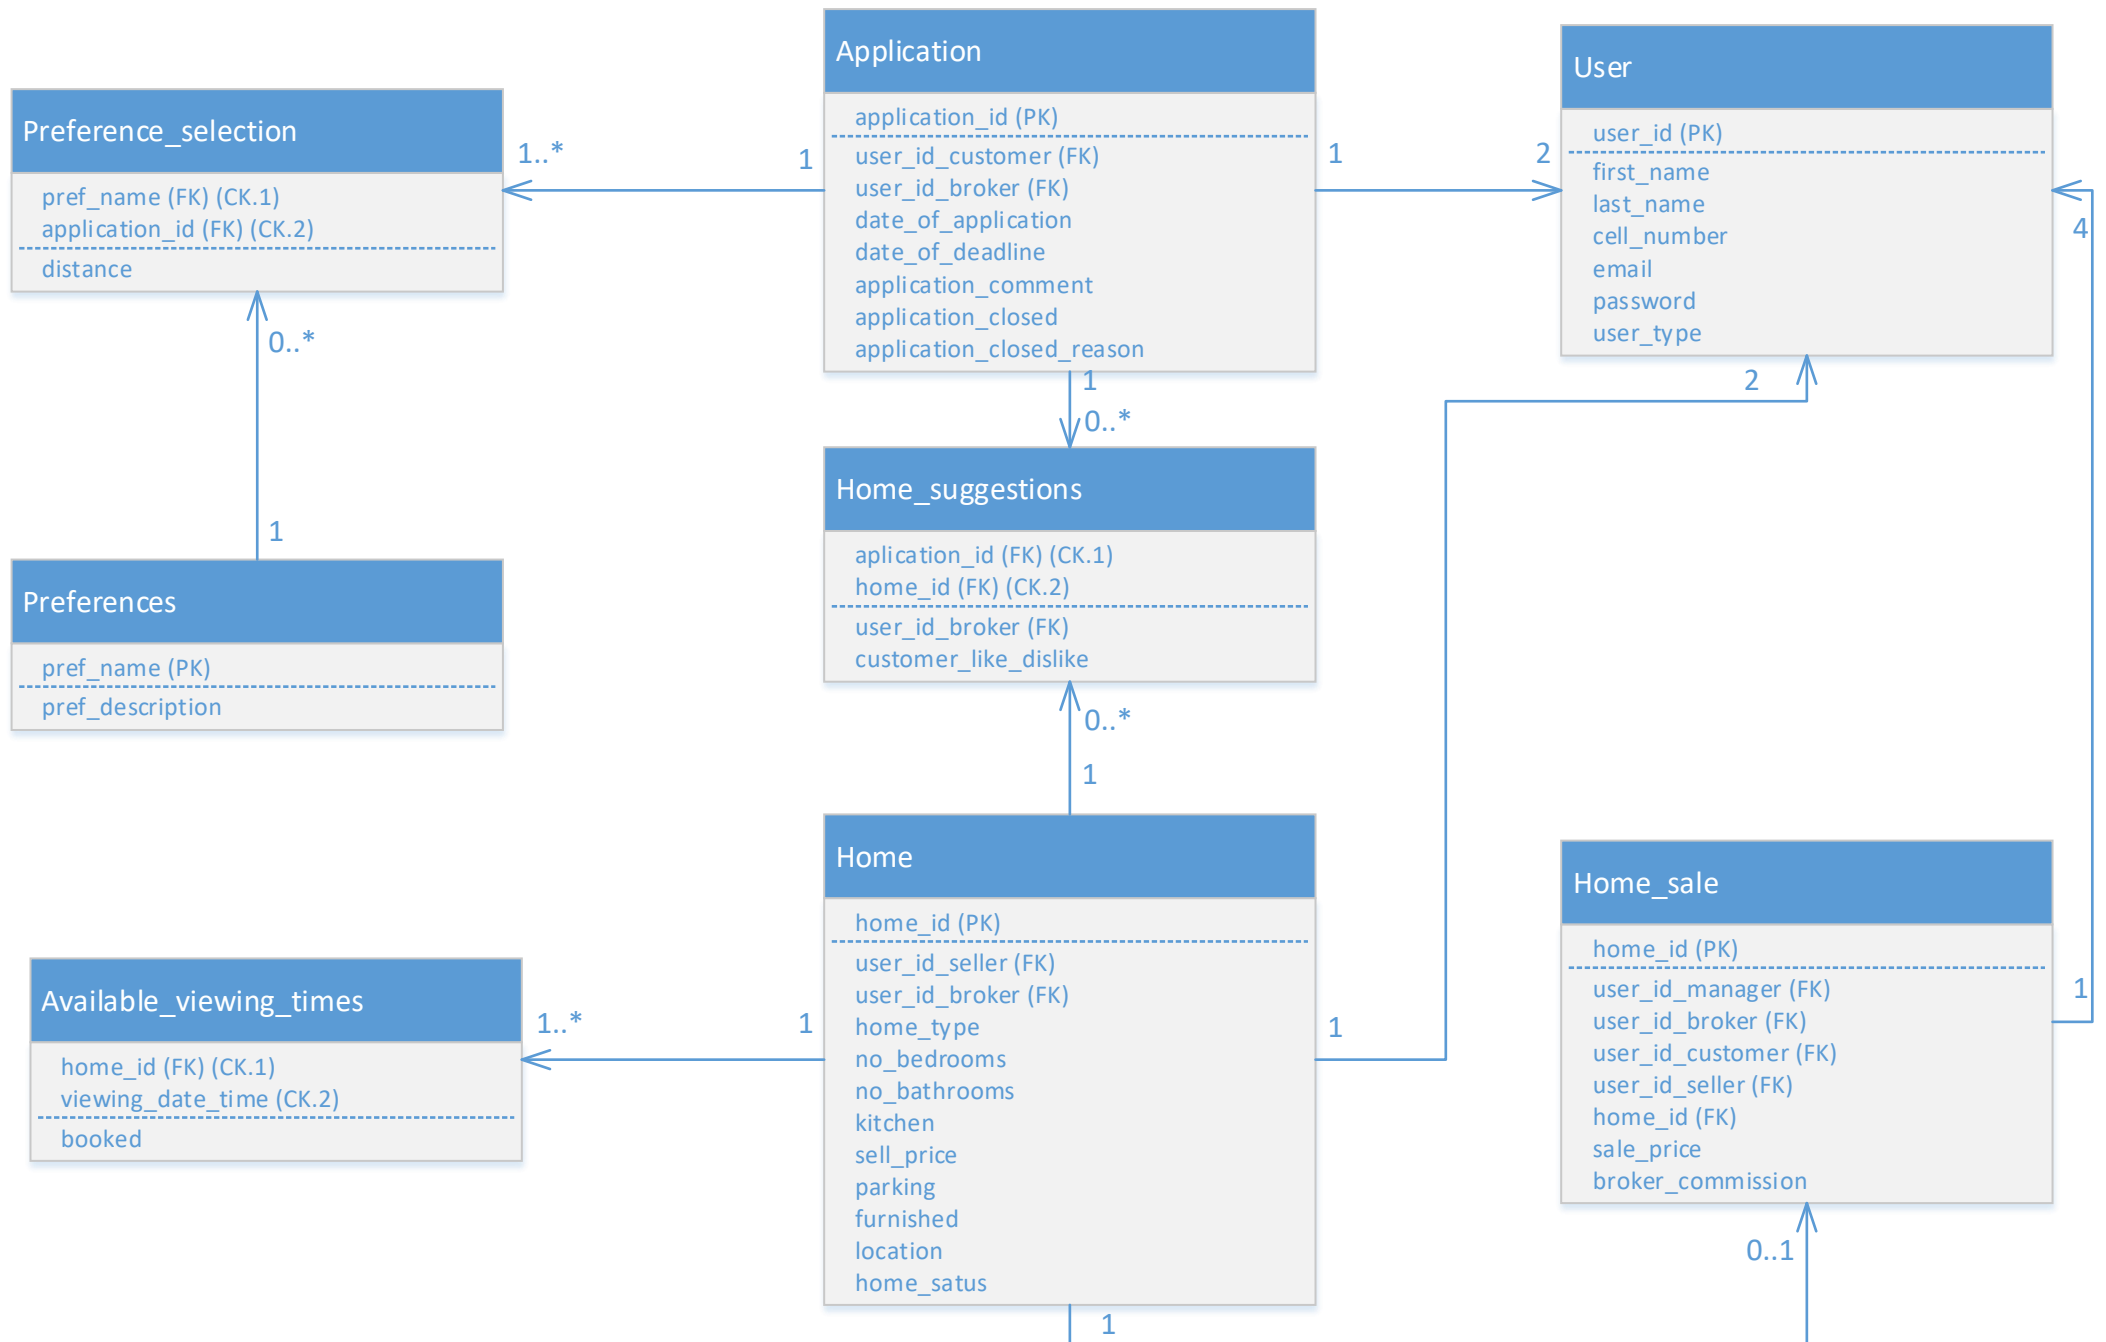 Application
application_id (PK)
user_id_customer (FK)
user_id_broker (FK)
date_of_application
date_of_deadline
application_comment
application_closed
application_closed_reason
User
user_id (PK)
first_name
last_name
cell_number
email
password
user_type
Preference_selection
pref_name (FK) (CK.1)
application_id (FK) (CK.2)
distance
1..*
1
1
2
4
0..*
1
0..*
2
1
Home_suggestions
aplication_id (FK) (CK.1)
home_id (FK) (CK.2)
user_id_broker (FK)
customer_like_dislike
Preferences
pref_name (PK)
pref_description
0..*
1
Home
home_id (PK)
user_id_seller (FK)
user_id_broker (FK)
home_type
no_bedrooms
no_bathrooms
kitchen
sell_price
parking
furnished
location
home_satus
Home_sale
home_id (PK)
user_id_manager (FK)
user_id_broker (FK)
user_id_customer (FK)
user_id_seller (FK)
home_id (FK)
sale_price
broker_commission
Available_viewing_times
home_id (FK) (CK.1)
viewing_date_time (CK.2)
booked
1..*
1
1
1
0..1
1